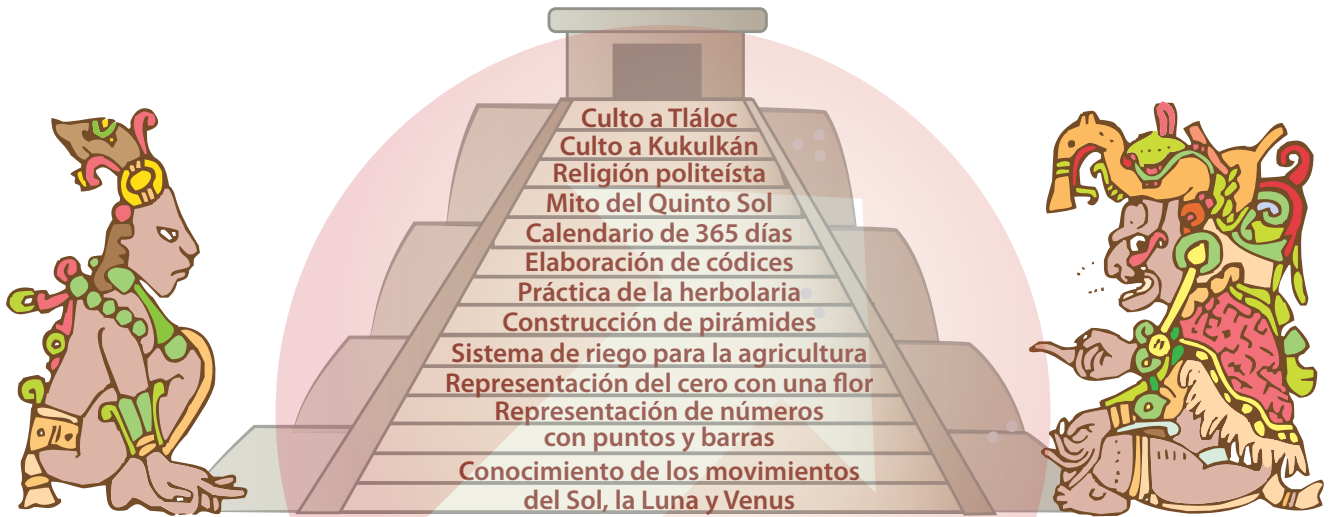 Culto a Tláloc
Culto a Kukulkán
Religión politeísta
Mito del Quinto Sol
Calendario de 365 días
Elaboración de códices
Práctica de la herbolaria
Construcción de pirámides
Sistema de riego para la agricultura
Representación del cero con una flor
Representación de números
con puntos y barras
Conocimiento de los movimientos
del Sol, la Luna y Venus